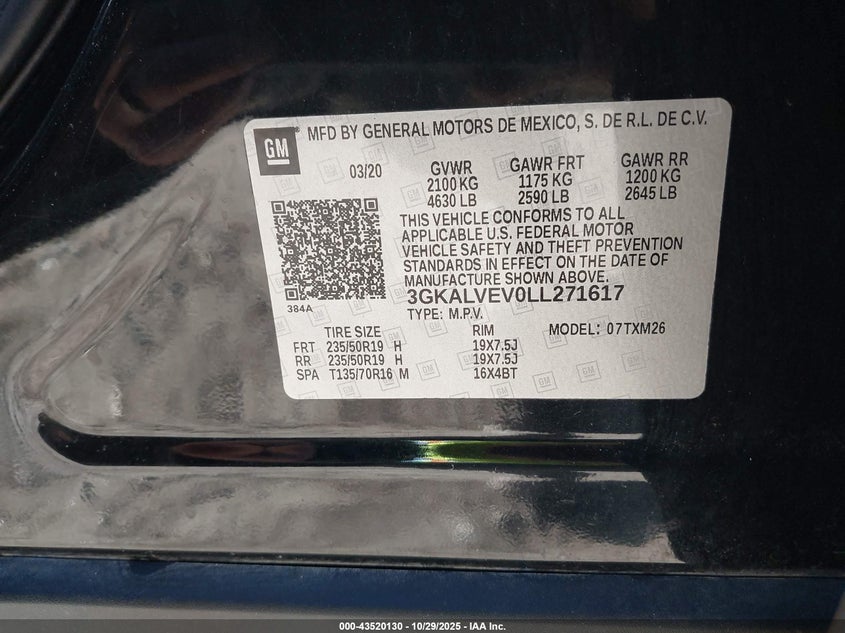 GM
MFD BY GENERAL MOTORS DE MEXICO, S. DE R.L. DE C.V.
03/20 GVWR GAWR FRT GAWR RR
2100 KG 1175 KG 1200 KG
4630 LB 2590 LB 2645 LB
THIS VEHICLE CONFORMS TO ALL
APPLICABLE U.S. FEDERAL MOTOR
VEHICLE SAFETY AND THEFT PREVENTION
STANDARDS IN EFFECT ON THE DATE OF
MANUFACTURE SHOWN ABOVE.
384A
3GKALVEV0LL271617
TYPE: M.P.V.
TIRE SIZE RIM MODEL: 07TXM26
FRT 235/50R19 H 19X7.5J
RR 235/50R19 H 19X7.5J
SPA T135/70R16 M 16X4BT
000-43520130 - 10/29/2025 - IAA Inc.